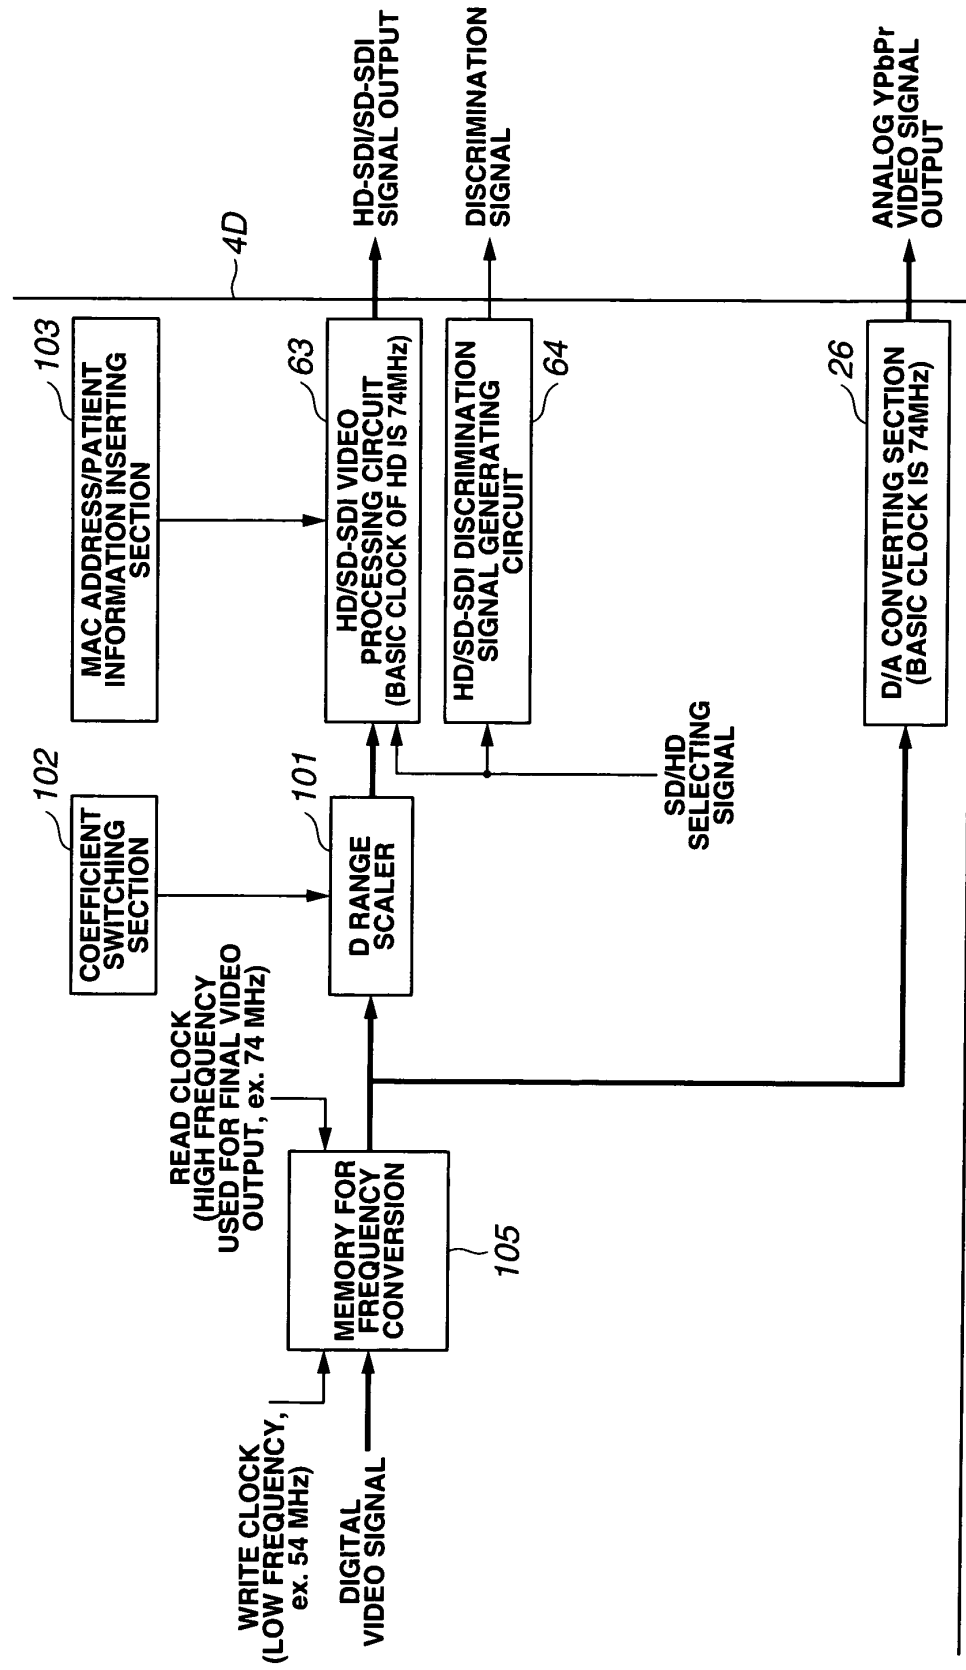 WRITE CLOCK
(LOW FREQUENCY,
ex. 54 MHz)
DIGITAL
VIDEO SIGNAL
READ CLOCK
(HIGH FREQUENCY
USED FOR FINAL VIDEO
OUTPUT, ex. 74 MHz)
MEMORY FOR
FREQUENCY
CONVERSION
105
COEFFICIENT
SWITCHING
SECTION
102
D RANGE
SCALER
101
MAC ADDRESS/PATIENT
INFORMATION INSERTING
SECTION
103
HD/SD-SDI VIDEO
PROCESSING CIRCUIT
(BASIC CLOCK OF HD IS 74MHz)
63
HD/SD-SDI DISCRIMINATION
SIGNAL GENERATING
CIRCUIT
64
SD/HD
SELECTING
SIGNAL
D/A CONVERTING SECTION
(BASIC CLOCK IS 74MHz)
26
4D
HD-SDI/SD-SDI
SIGNAL OUTPUT
DISCRIMINATION
SIGNAL
ANALOG YPbPr
VIDEO SIGNAL
OUTPUT